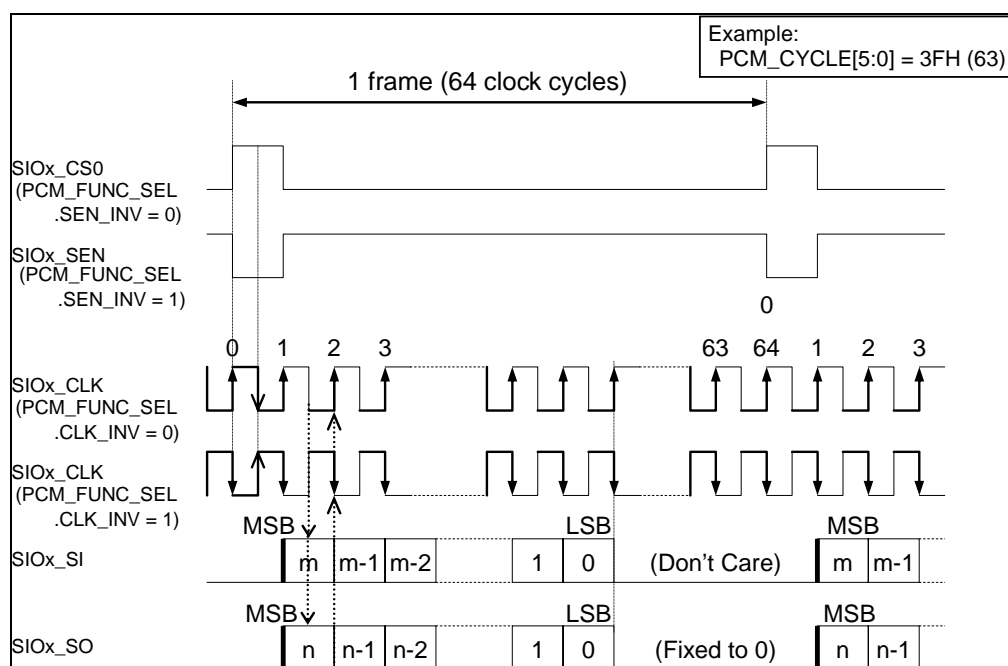 Example:
PCM_CYCLE[5:0] = 3FH (63)
1 frame (64 clock cycles)
SIOx_CS0
(PCM_FUNC_SEL
.SEN_INV = 0)
SIOx_SEN
(PCM_FUNC_SEL
.SEN_INV = 1)
0
0 1 2 3 63 64 1 2 3
SIOx_CLK
(PCM_FUNC_SEL
.CLK_INV = 0)
SIOx_CLK
(PCM_FUNC_SEL
.CLK_INV = 1)
MSB LSB MSB
SIOx_SI m m-1 m-2 1 0 (Don't Care) m m-1
MSB LSB MSB
SIOx_SO n n-1 n-2 1 0 (Fixed to 0) n n-1